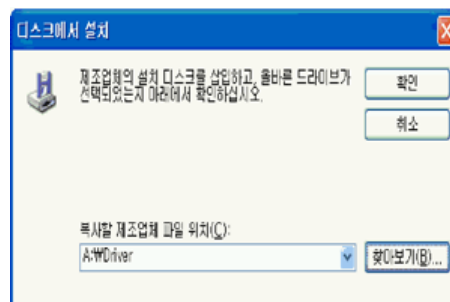 디스크에서 설치
제조업체의 설치 디스크를 삽입하고, 올바른 드라이브가
선택되었는지 아래에서 확인하십시오.
확인
취소
복사할 제조업체 파일 위치(C):
A:₩Driver
찾아보기(B)...